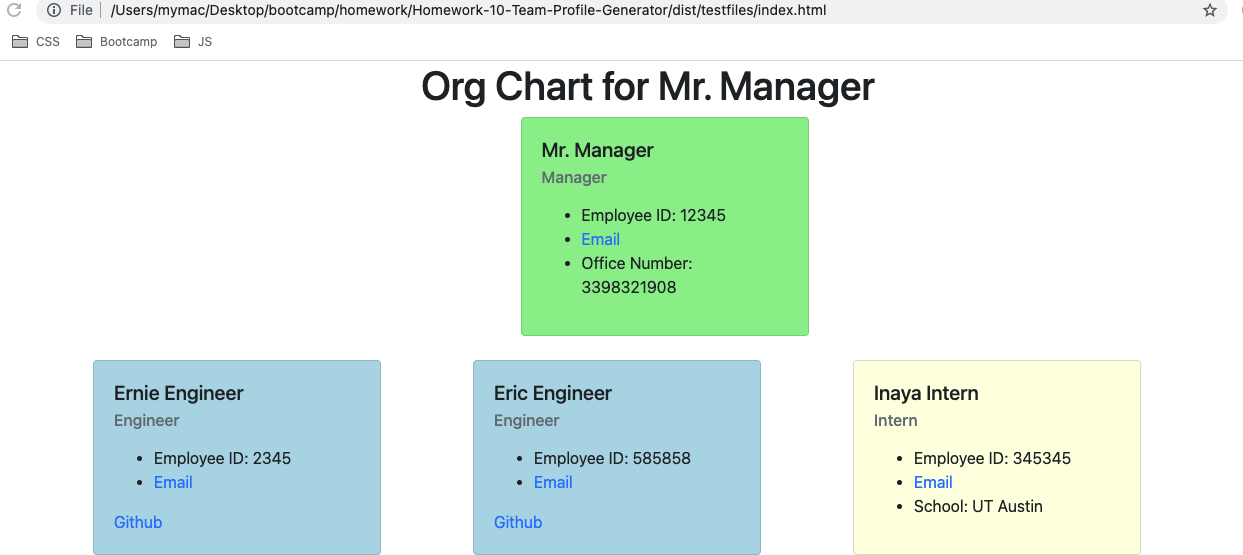 File | /Users/mymac/Desktop/bootcamp/homework/Homework-10-Team-Profile-Generator/dist/testfiles/index.html
CSS Bootcamp JS
Org Chart for Mr. Manager
Mr. Manager
Manager
• Employee ID: 12345
• Email
• Office Number:
3398321908
Ernie Engineer
Engineer
• Employee ID: 2345
• Email
Github
Eric Engineer
Engineer
• Employee ID: 585858
• Email
Github
Inaya Intern
Intern
• Employee ID: 345345
• Email
• School: UT Austin